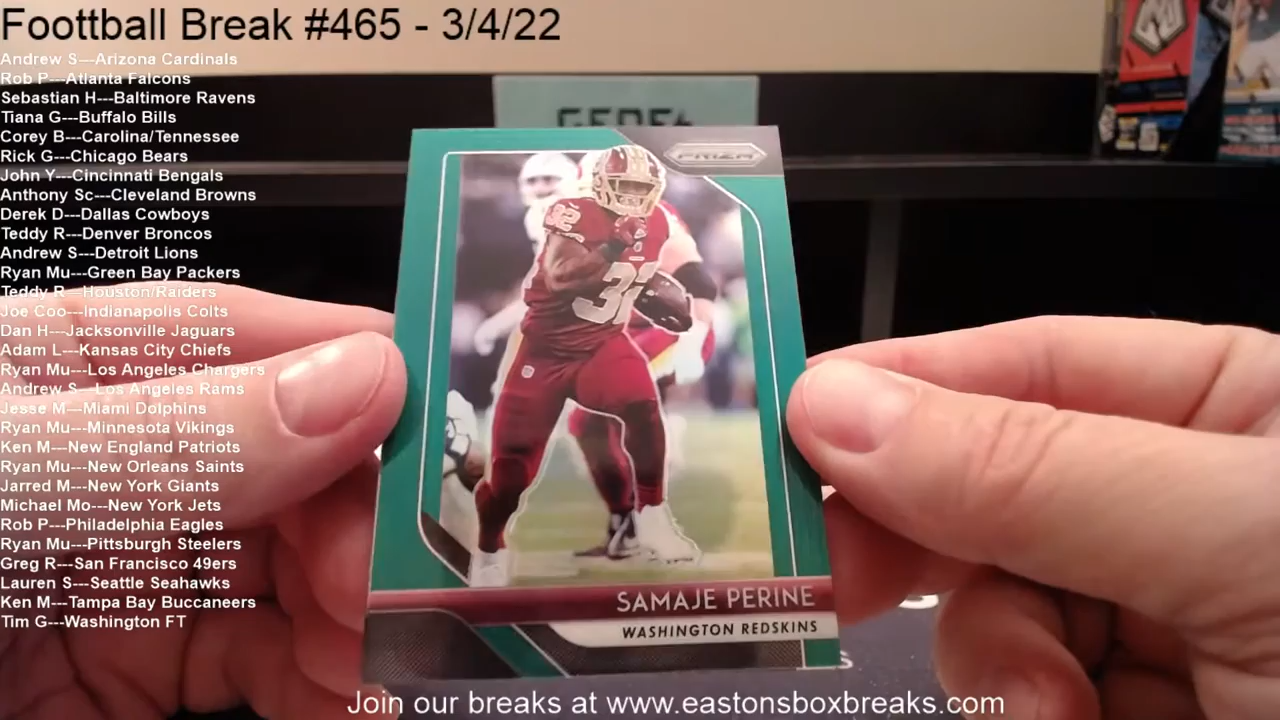 Foottball Break #465 - 3/4/22
Andrew S---Arizona Cardinals
Rob P---Atlanta Falcons
Sebastian H---Baltimore Ravens
Tiana G---Buffalo Bills
Corey B---Carolina/Tennessee
Rick G---Chicago Bears
John Y---Cincinnati Bengals
Anthony Sc---Cleveland Browns
Derek D---Dallas Cowboys
Teddy R---Denver Broncos
Andrew S---Detroit Lions
Ryan Mu---Green Bay Packers
Teddy R---Houston/Raiders
Joe Coo---Indianapolis Colts
Dan H---Jacksonville Jaguars
Adam L---Kansas City Chiefs
Ryan Mu---Los Angeles Chargers
Andrew S---Los Angeles Rams
Jesse M---Miami Dolphins
Ryan Mu---Minnesota Vikings
Ken M---New England Patriots
Ryan Mu---New Orleans Saints
Jarred M---New York Giants
Michael Mo---New York Jets
Rob P---Philadelphia Eagles
Ryan Mu---Pittsburgh Steelers
Greg R---San Francisco 49ers
Lauren S---Seattle Seahawks
Ken M---Tampa Bay Buccaneers
Tim G---Washington FT
PRIZM
32
32
SAMAJE PERINE
WASHINGTON REDSKINS
Join our breaks at www.eastonsboxbreaks.com